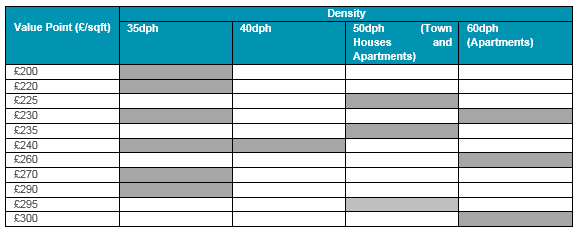 Density
Value Point (£/sqft) 35dph 40dph 50dph (Town
Houses and
Apartments) 60dph
(Apartments)
£200
£220
£225
£230
£235
£240
£260
£270
£290
£295
£300